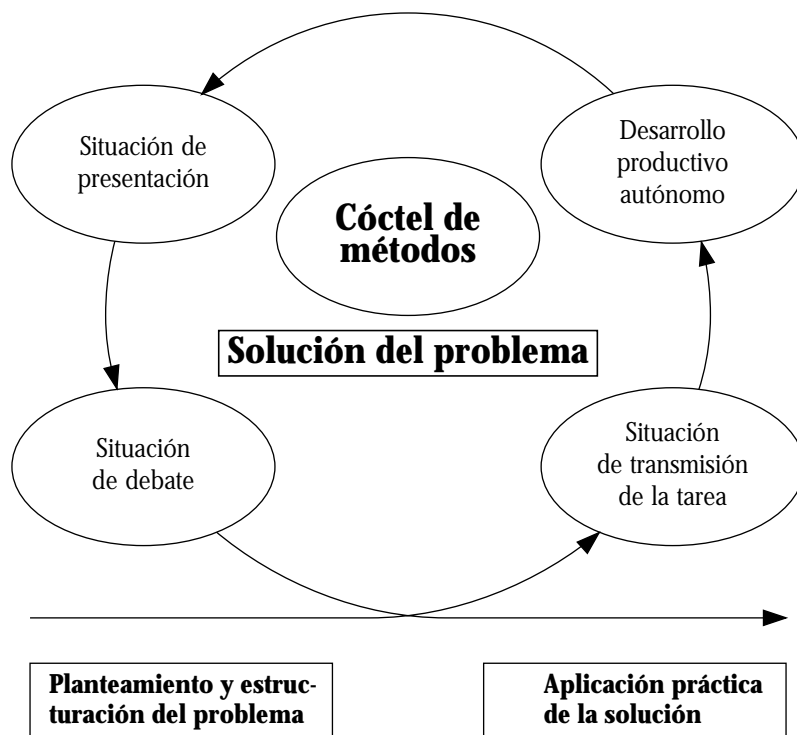 Situación de
presentación
Desarrollo
productivo
autónomo
Cóctel de
métodos
Solución del problema
Situación
de debate
Situación
de transmisión
de la tarea
Planteamiento y estruc-
turación del problema
Aplicación práctica
de la solución